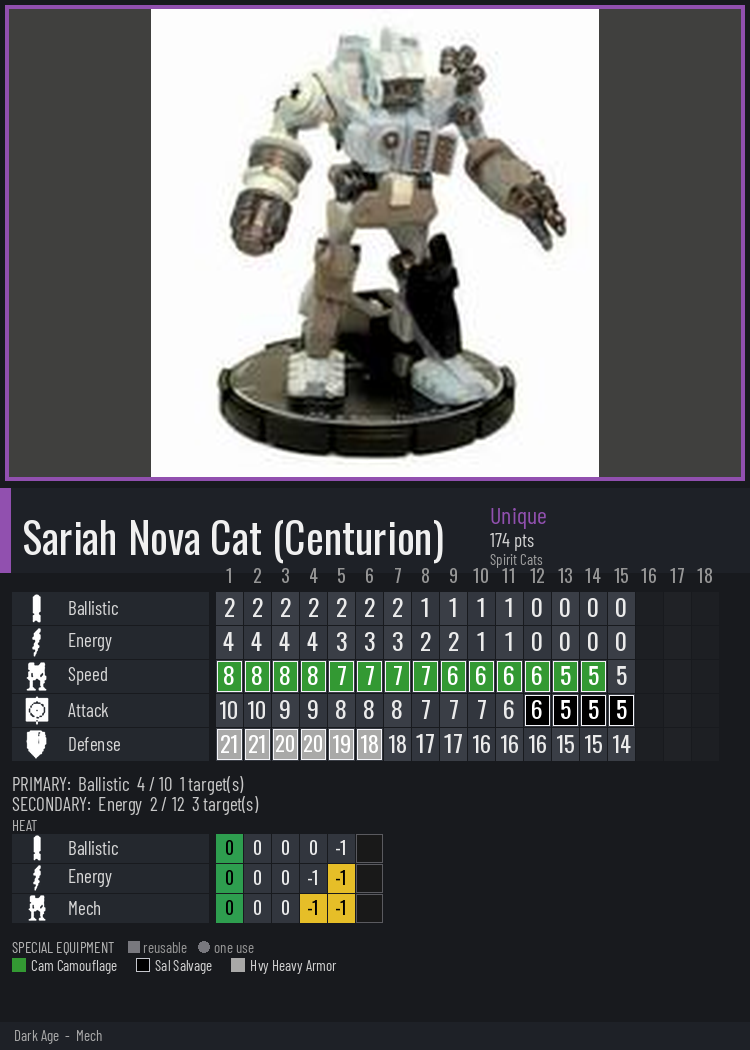 Sariah Nova Cat (Centurion)
Unique
174 pts
Spirit Cats
1 2 3 4 5 6 7 8 9 10 11 12 13 14 15 16 17 18
Ballistic 2 2 2 2 2 2 2 1 1 1 1 0 0 0 0
Energy 4 4 4 4 3 3 3 2 2 1 1 0 0 0 0
Speed 8 8 8 8 7 7 7 7 6 6 6 6 5 5 5
Attack 10 10 9 9 8 8 8 7 7 7 6 6 5 5 5
Defense 21 21 20 20 19 18 18 17 17 16 16 16 15 15 14
PRIMARY: Ballistic 4 / 10 1 target(s)
SECONDARY: Energy 2 / 12 3 target(s)
HEAT
Ballistic 0 0 0 0 -1
Energy 0 0 0 -1 -1
Mech 0 0 0 -1 -1
SPECIAL EQUIPMENT reusable one use
Cam Camouflage Sal Salvage Hvy Heavy Armor
Dark Age - Mech